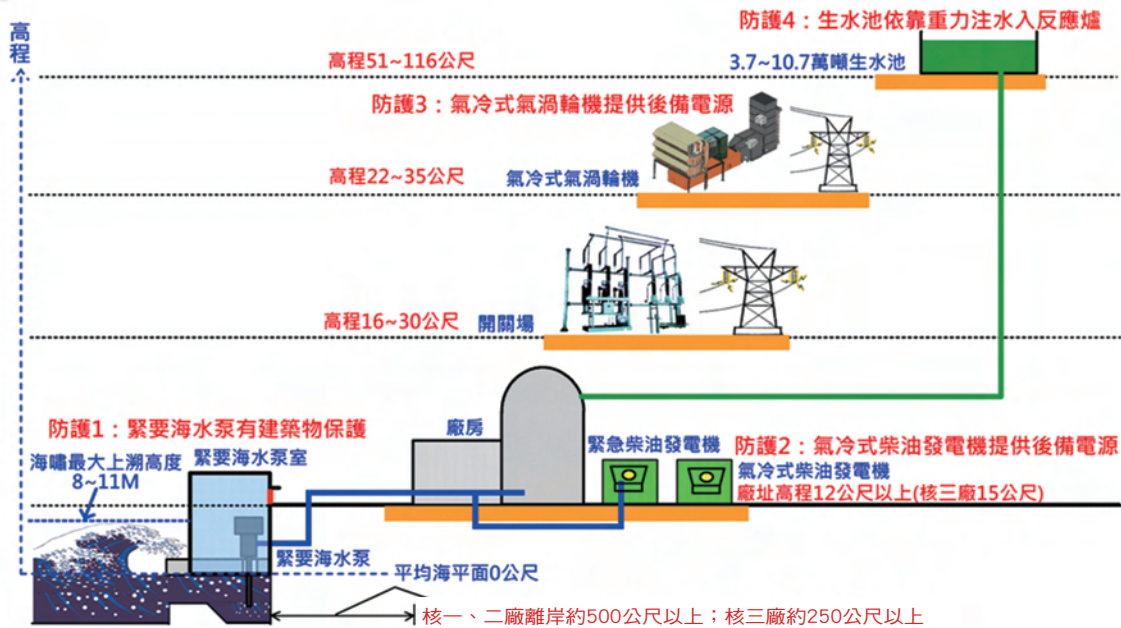 高程
防護4：生水池依靠重力注水入反應爐
高程51~116公尺
3.7~10.7萬噸生水池
防護3：氣冷式氣渦輪機提供後備電源
高程22~35公尺
氣冷式氣渦輪機
高程16~30公尺
開關場
防護1：緊要海水泵有建築物保護
廠房
緊急柴油發電機
防護2：氣冷式柴油發電機提供後備電源
海嘯最大上溯高度
8~11M
緊要海水泵室
氣冷式柴油發電機
廠址高程12公尺以上(核三廠15公尺)
緊要海水泵
平均海平面0公尺
核一、二廠離岸約500公尺以上；核三廠約250公尺以上